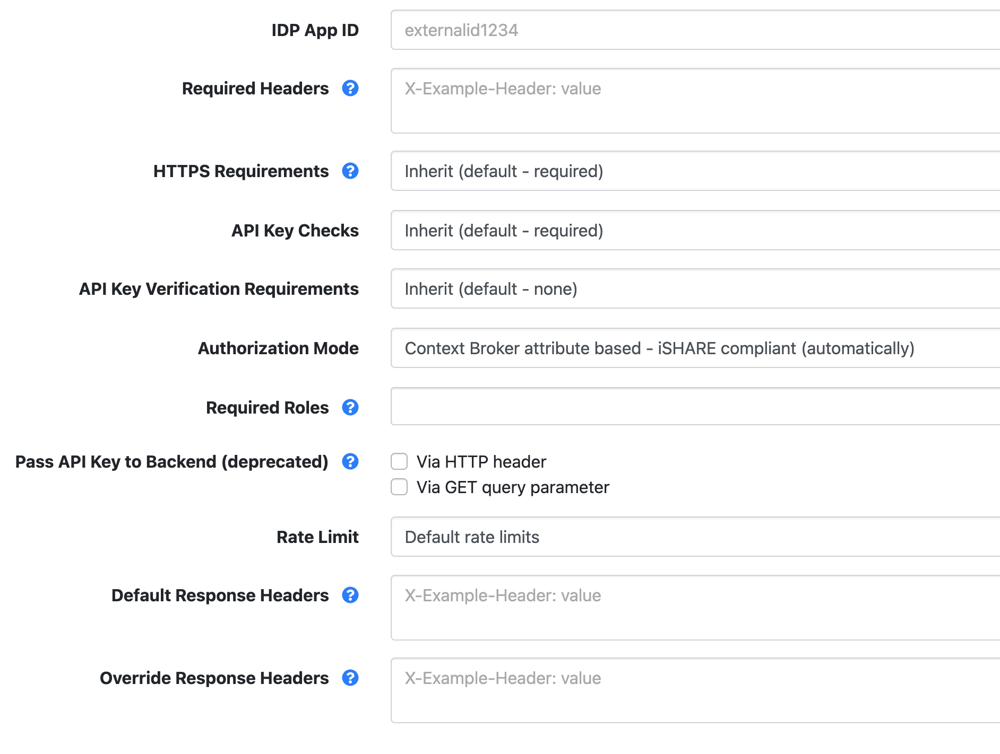 IDP App ID
externalid1234
Required Headers
X-Example-Header: value
HTTPS Requirements
Inherit (default - required)
API Key Checks
Inherit (default - required)
API Key Verification Requirements
Inherit (default - none)
Authorization Mode
Context Broker attribute based - iSHARE compliant (automatically)
Required Roles
Pass API Key to Backend (deprecated)
Via HTTP header
Via GET query parameter
Rate Limit
Default rate limits
Default Response Headers
X-Example-Header: value
Override Response Headers
X-Example-Header: value